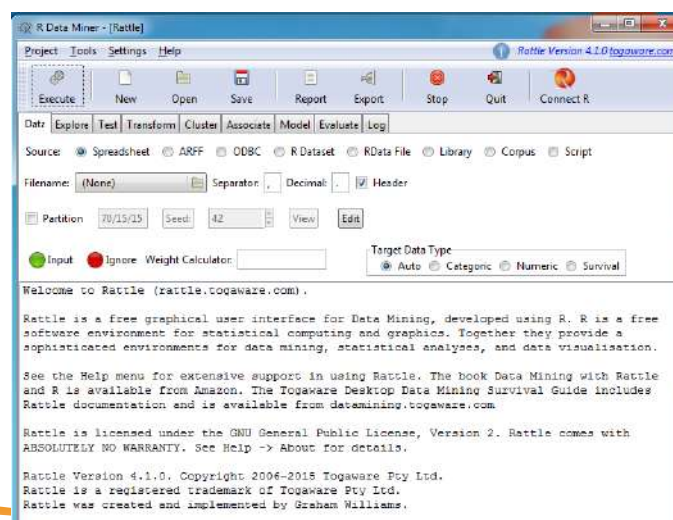 R Data Miner - [Rattle]
Project Tools Settings Help Rattle Version 4.1.0 togaware.com
Execute New Open Save Report Export Stop Quit Connect R
Data Explore Test Transform Cluster Associate Model Evaluate Log
Source: Spreadsheet ARFF ODBC R Dataset RData File Library Corpus Script
Filename: (None) Separator: , Decimal: . Header
Partition 70/15/15 Seed: 42 View Edit
Target Data Type
Input Ignore Weight Calculator: Auto Categoric Numeric Survival
Welcome to Rattle (rattle.togaware.com).
Rattle is a free graphical user interface for Data Mining, developed using R. R is a free
software environment for statistical computing and graphics. Together they provide a
sophisticated environments for data mining, statistical analyses, and data visualisation.
See the Help menu for extensive support in using Rattle. The book Data Mining with Rattle
and R is available from Amazon. The Togaware Desktop Data Mining Survival Guide includes
Rattle documentation and is available from datamining.togaware.com
Rattle is licensed under the GNU General Public License, Version 2. Rattle comes with
ABSOLUTELY NO WARRANTY. See Help -> About for details.
Rattle Version 4.1.0. Copyright 2006-2015 Togaware Pty Ltd.
Rattle is a registered trademark of Togaware Pty Ltd.
Rattle was created and implemented by Graham Williams.